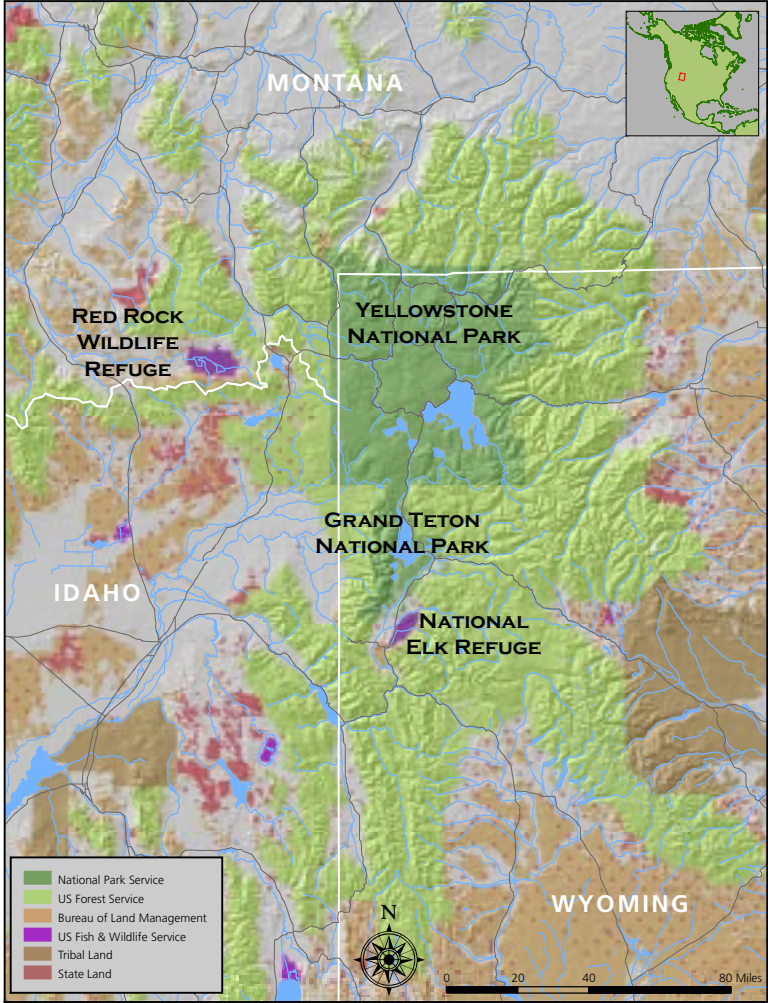 MONTANA
RED ROCK
WILDLIFE
REFUGE
YELLOWSTONE
NATIONAL PARK
GRAND TETON
NATIONAL PARK
IDAHO
NATIONAL
ELK REFUGE
WYOMING
National Park Service
US Forest Service
Bureau of Land Management
US Fish & Wildlife Service
Tribal Land
State Land
N
0 20 40 80 Miles